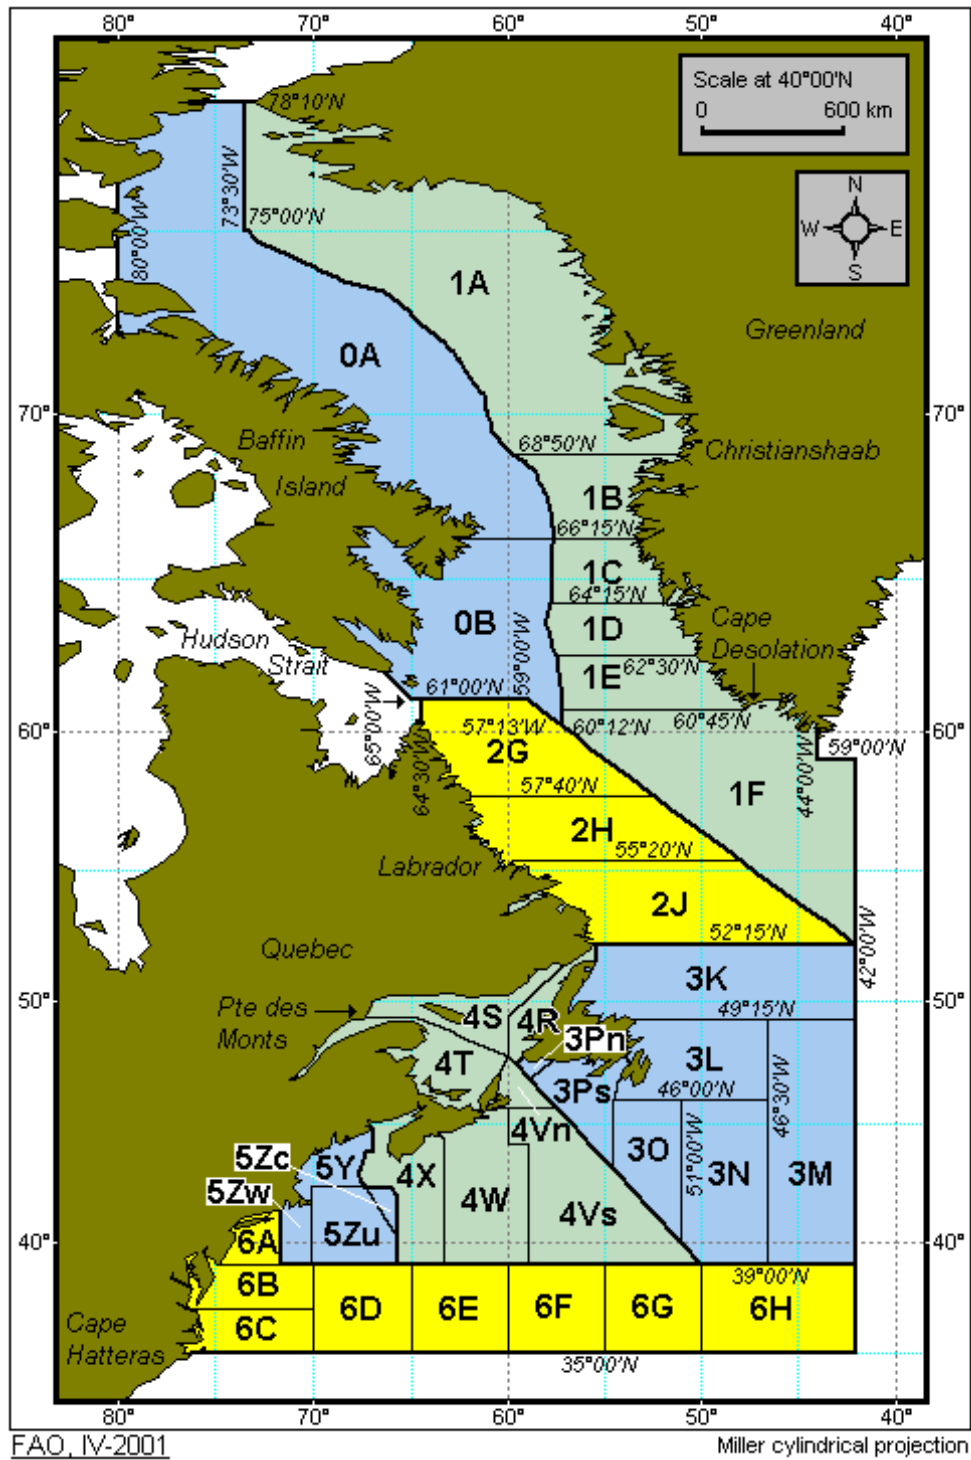 80° 70° 60° 50° 40°
Scale at 40°00'N
0 600 km
78°10'N
73°30'W
75°00'N
80°00'W
N
W E
S
1A
Greenland
0A
70° 70°
Baffin
Island
68°50'N
Christianshaab
1B
66°15'N
1C
64°15'N
Cape
Desolation
0B
59°00'W
1D
62°30'N
Hudson
Strait
1E
61°00'N
65°00'W
60°45'N
60° 60°
57°13'W
60°12'N
59°00'N
2G
64°30'W
44°00'W
57°40'N
1F
2H
55°20'N
Labrador
2J
52°15'N
42°00'W
Quebec
3K
50° 50°
49°15'N
Pte des
Monts
4S
4R
3Pn
4T
3L
3Ps
46°00'N
46°30'W
4Vn
5Zc
5Y
4X
3O
51°00'W
3N
3M
5Zw
4W
4Vs
5Zu
6A
40° 40°
39°00'N
6B
6D
6E
6F
6G
6H
6C
Cape
Hatteras
35°00'N
80° 70° 60° 50° 40°
FAO, IV-2001
Miller cylindrical projection